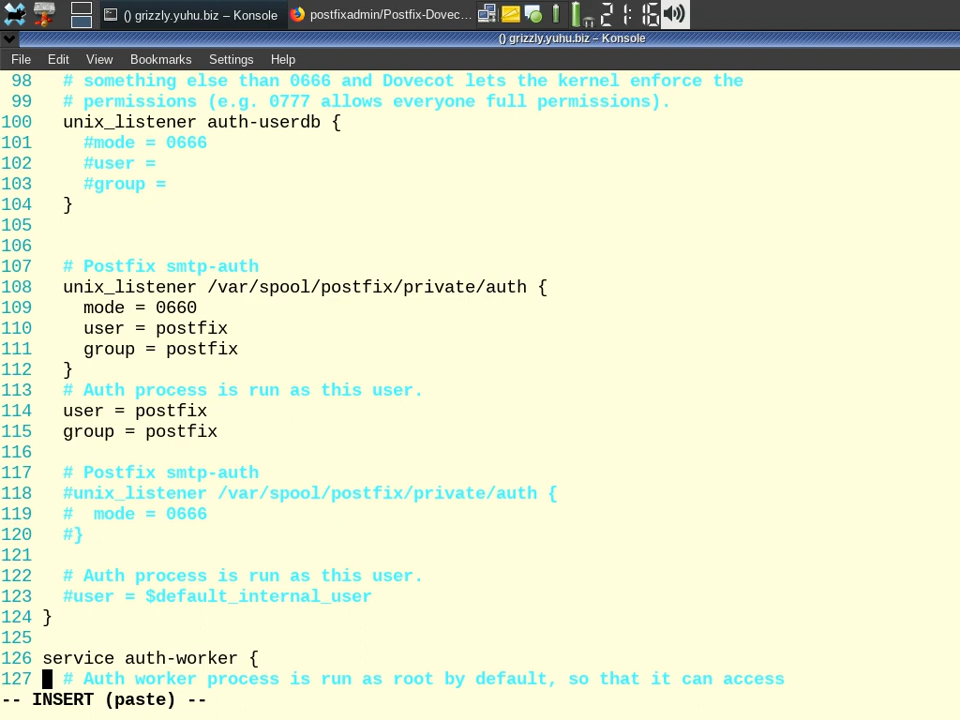 () grizzly.yuhu.biz – Konsole
postfixadmin/Postfix-Dovec...
21:16
() grizzly.yuhu.biz – Konsole
File Edit View Bookmarks Settings Help
98 # something else than 0666 and Dovecot lets the kernel enforce the
99 # permissions (e.g. 0777 allows everyone full permissions).
100 unix_listener auth-userdb {
101 #mode = 0666
102 #user =
103 #group =
104 }
105
106
107 # Postfix smtp-auth
108 unix_listener /var/spool/postfix/private/auth {
109 mode = 0660
110 user = postfix
111 group = postfix
112 }
113 # Auth process is run as this user.
114 user = postfix
115 group = postfix
116
117 # Postfix smtp-auth
118 #unix_listener /var/spool/postfix/private/auth {
119 #  mode = 0666
120 #}
121
122 # Auth process is run as this user.
123 #user = $default_internal_user
124 }
125
126 service auth-worker {
127 # Auth worker process is run as root by default, so that it can access
-- INSERT (paste) --